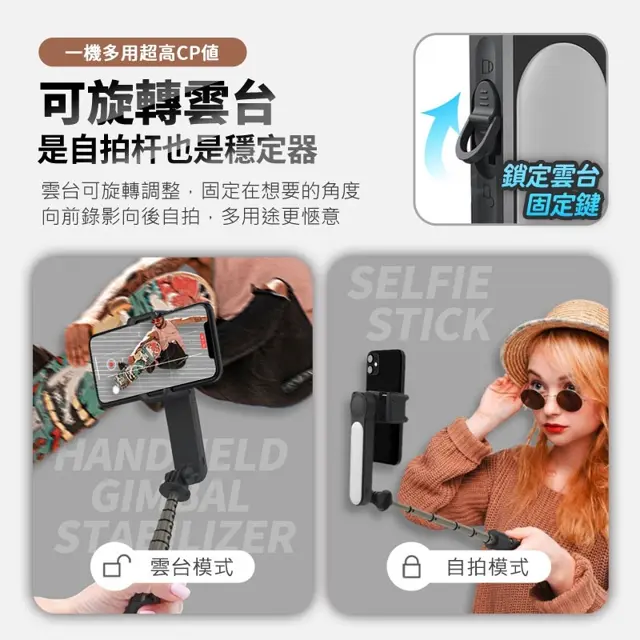 一機多用超高CP値
可旋轉雲台
是自拍杆也是穩定器
雲台可旋轉調整，固定在想要的角度
向前錄影向後自拍，多用途更愜意
鎖定雲台
固定鍵
HANDHELD
GIMBAL
STABILIZER
雲台模式
SELFIE
STICK
自拍模式